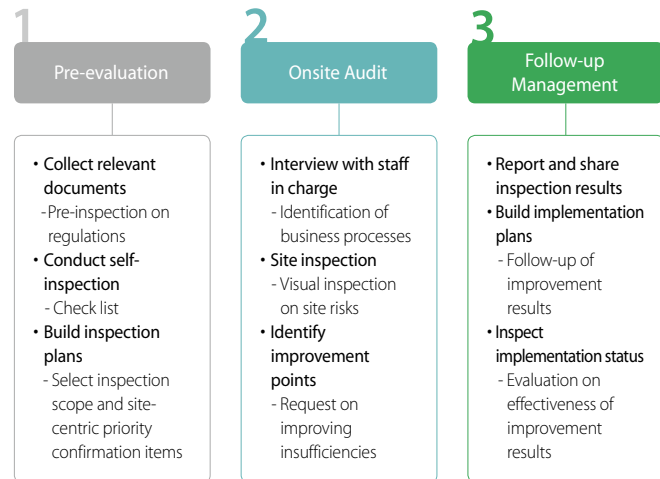 1
Pre-evaluation
• Collect relevant
documents
-Pre-inspection on
regulations
• Conduct self-
inspection
- Check list
• Build inspection
plans
- Select inspection
scope and site-
centric priority
confirmation items
2
Onsite Audit
• Interview with staff
in charge
- Identification of
business processes
• Site inspection
- Visual inspection
on site risks
• Identify
improvement
points
- Request on
improving
insufficiencies
3
Follow-up
Management
• Report and share
inspection results
• Build implementation
plans
- Follow-up of
improvement
results
• Inspect
implementation status
- Evaluation on
effectiveness of
improvement
results